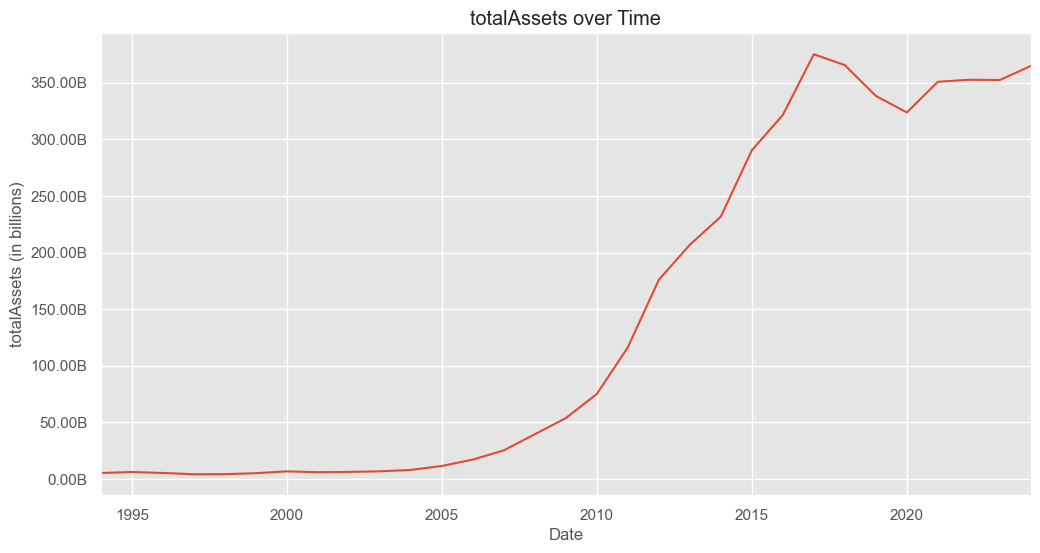 totalAssets over Time
totalAssets (in billions)
350.00B
300.00B
250.00B
200.00B
150.00B
100.00B
50.00B
0.00B
1995
2000
2005
2010
2015
2020
Date